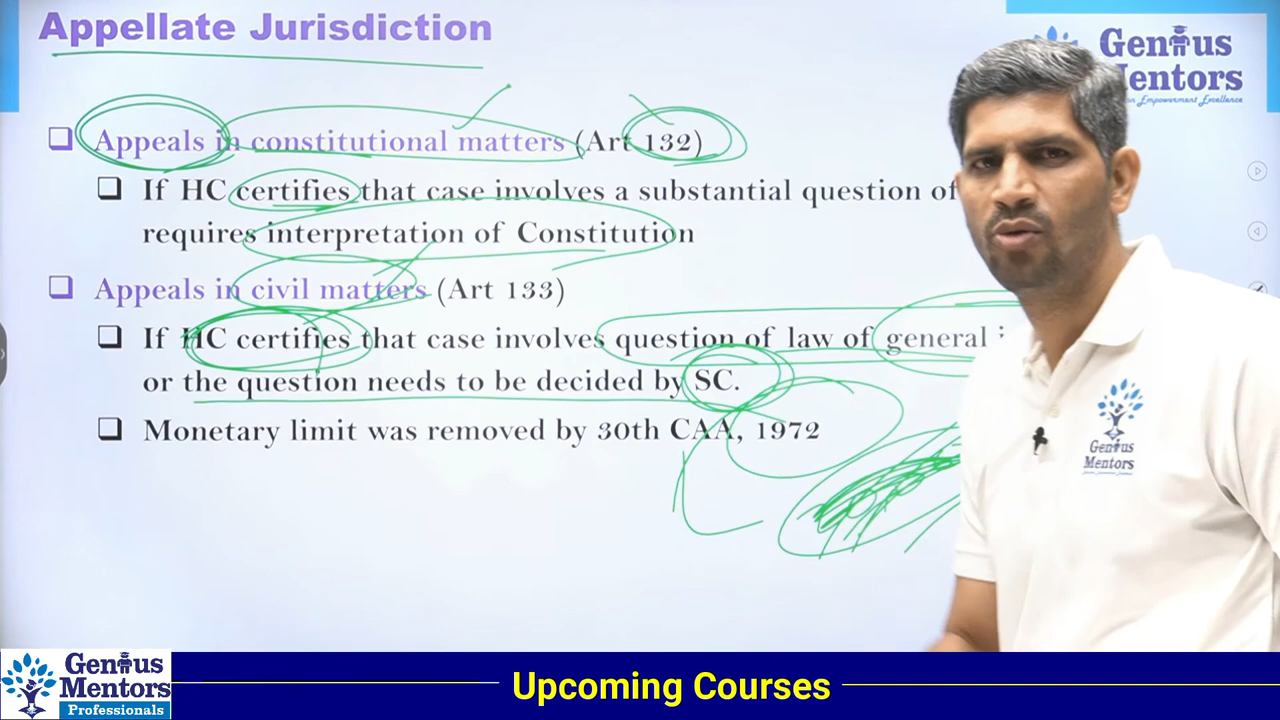 Appellate Jurisdiction
Genius
Mentors
Appeals in constitutional matters (Art 132)
If HC certifies that case involves a substantial question of
requires interpretation of Constitution
Appeals in civil matters (Art 133)
If HC certifies that case involves question of law of general
or the question needs to be decided by SC.
Monetary limit was removed by 30th CAA, 1972
Genius
Mentors
Genius
Mentors
Professionals
Upcoming Courses